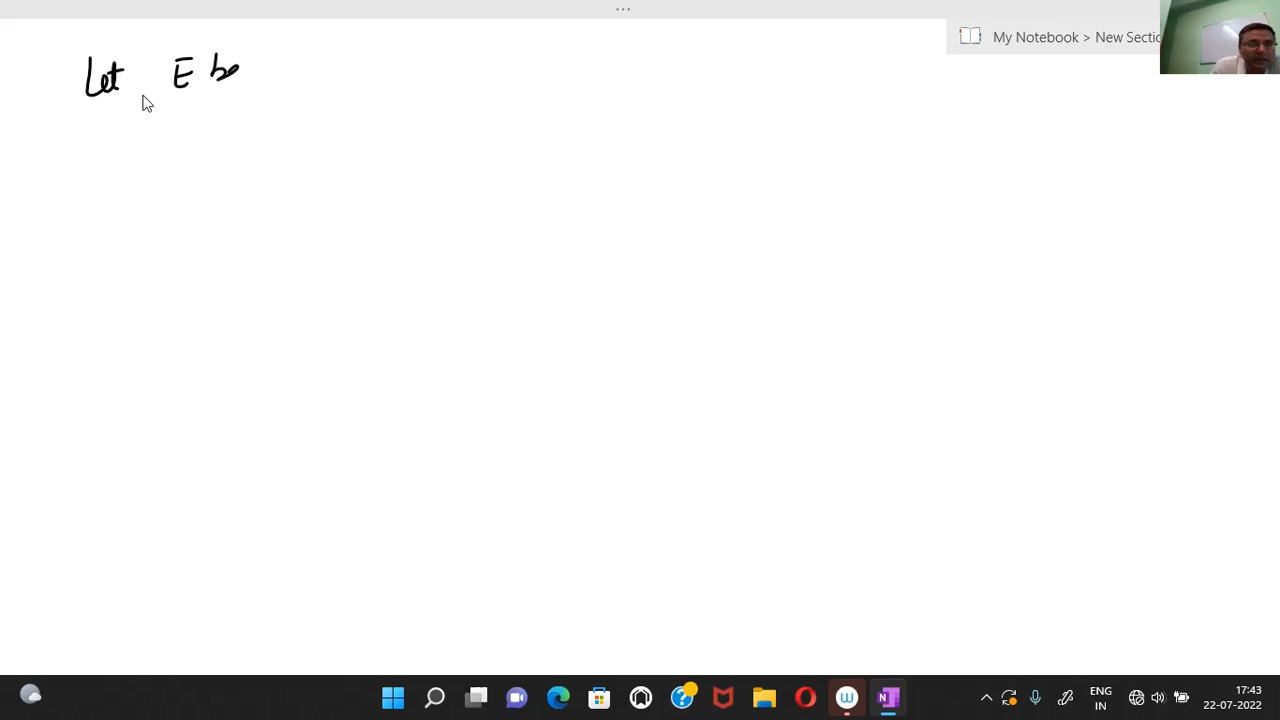 ...
My Notebook > New Sectio
Let E be
ENG
IN
17:43
22-07-2022